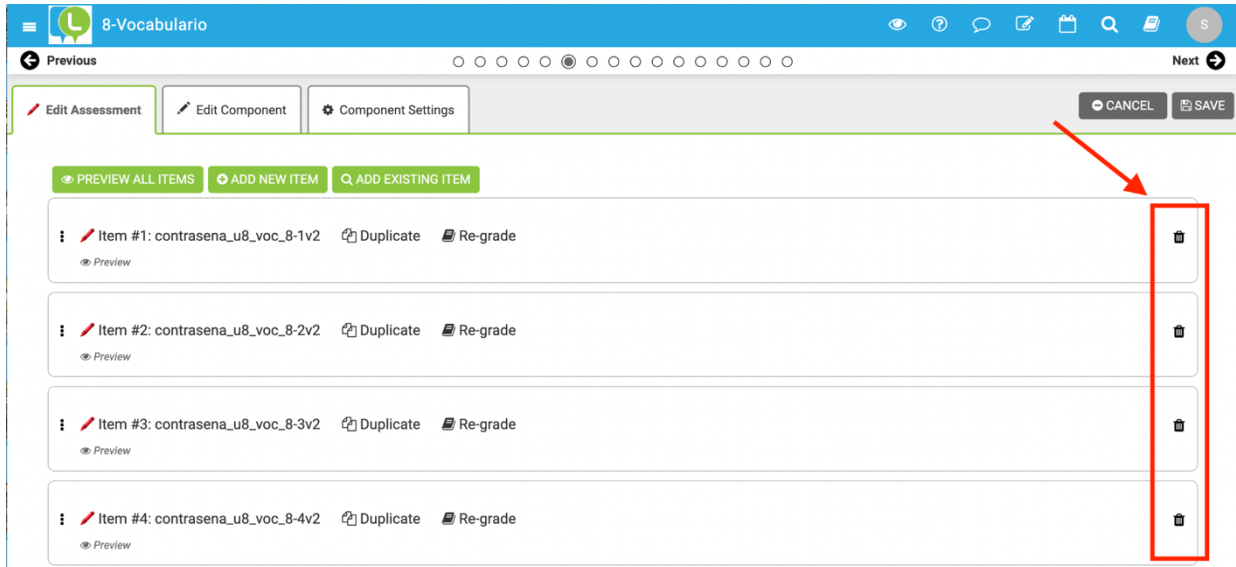 L 8-Vocabulario S
Previous Next
Edit Assessment Edit Component Component Settings CANCEL SAVE
PREVIEW ALL ITEMS ADD NEW ITEM ADD EXISTING ITEM
Item #1: contrasena_u8_voc_8-1v2 Duplicate Re-grade
Preview
Item #2: contrasena_u8_voc_8-2v2 Duplicate Re-grade
Preview
Item #3: contrasena_u8_voc_8-3v2 Duplicate Re-grade
Preview
Item #4: contrasena_u8_voc_8-4v2 Duplicate Re-grade
Preview